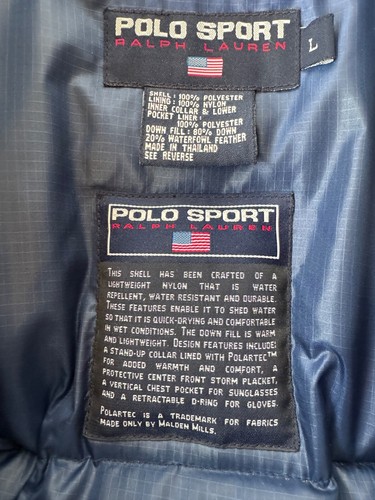 POLO SPORT
RALPH LAUREN
L
SHELL: 100% POLYESTER
LINING: 100% NYLON
INNER COLLAR & LOWER
POCKET LINER:
100% POLYESTER
DOWN FILL: 80% DOWN
20% WATERFOWL FEATHER
MADE IN THAILAND
SEE REVERSE
POLO SPORT
RALPH LAUREN
THIS SHELL HAS BEEN CRAFTED OF A
LIGHTWEIGHT NYLON THAT IS WATER
REPELLENT, WATER RESISTANT AND DURABLE.
THESE FEATURES ENABLE IT TO SHED WATER
SO THAT IT IS QUICK-DRYING AND COMFORTABLE
IN WET CONDITIONS. THE DOWN FILL IS WARM
AND LIGHTWEIGHT. DESIGN FEATURES INCLUDE:
A STAND-UP COLLAR LINED WITH POLARTEC™
FOR ADDED WARMTH AND COMFORT, A
PROTECTIVE CENTER FRONT STORM PLACKET,
A VERTICAL CHEST POCKET FOR SUNGLASSES
AND A RETRACTABLE D-RING FOR GLOVES.
POLARTEC IS A TRADEMARK FOR FABRICS
MADE ONLY BY MALDEN MILLS.